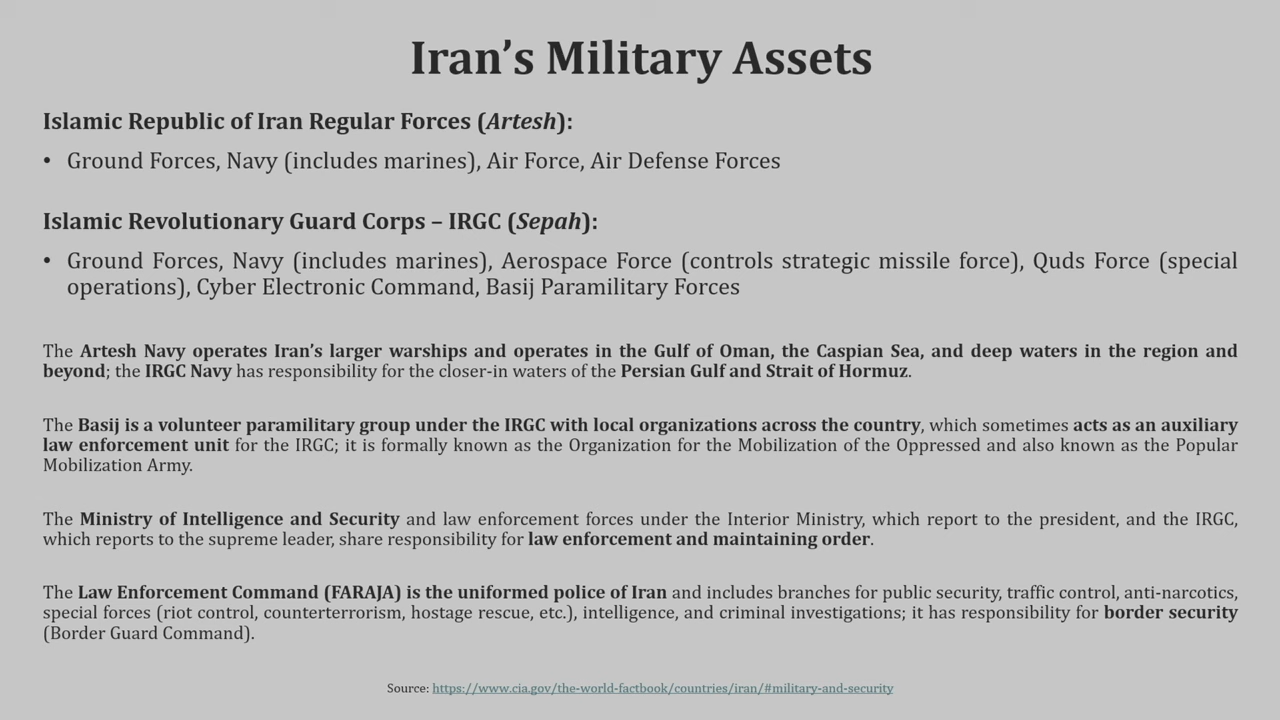 Iran’s Military Assets
Islamic Republic of Iran Regular Forces (Artesh):
• Ground Forces, Navy (includes marines), Air Force, Air Defense Forces
Islamic Revolutionary Guard Corps – IRGC (Sepah):
• Ground Forces, Navy (includes marines), Aerospace Force (controls strategic missile force), Quds Force (special
operations), Cyber Electronic Command, Basij Paramilitary Forces
The Artesh Navy operates Iran’s larger warships and operates in the Gulf of Oman, the Caspian Sea, and deep waters in the region and
beyond; the IRGC Navy has responsibility for the closer-in waters of the Persian Gulf and Strait of Hormuz.
The Basij is a volunteer paramilitary group under the IRGC with local organizations across the country, which sometimes acts as an auxiliary
law enforcement unit for the IRGC; it is formally known as the Organization for the Mobilization of the Oppressed and also known as the Popular
Mobilization Army.
The Ministry of Intelligence and Security and law enforcement forces under the Interior Ministry, which report to the president, and the IRGC,
which reports to the supreme leader, share responsibility for law enforcement and maintaining order.
The Law Enforcement Command (FARAJA) is the uniformed police of Iran and includes branches for public security, traffic control, anti-narcotics,
special forces (riot control, counterterrorism, hostage rescue, etc.), intelligence, and criminal investigations; it has responsibility for border security
(Border Guard Command).
Source: https://www.cia.gov/the-world-factbook/countries/iran/#military-and-security